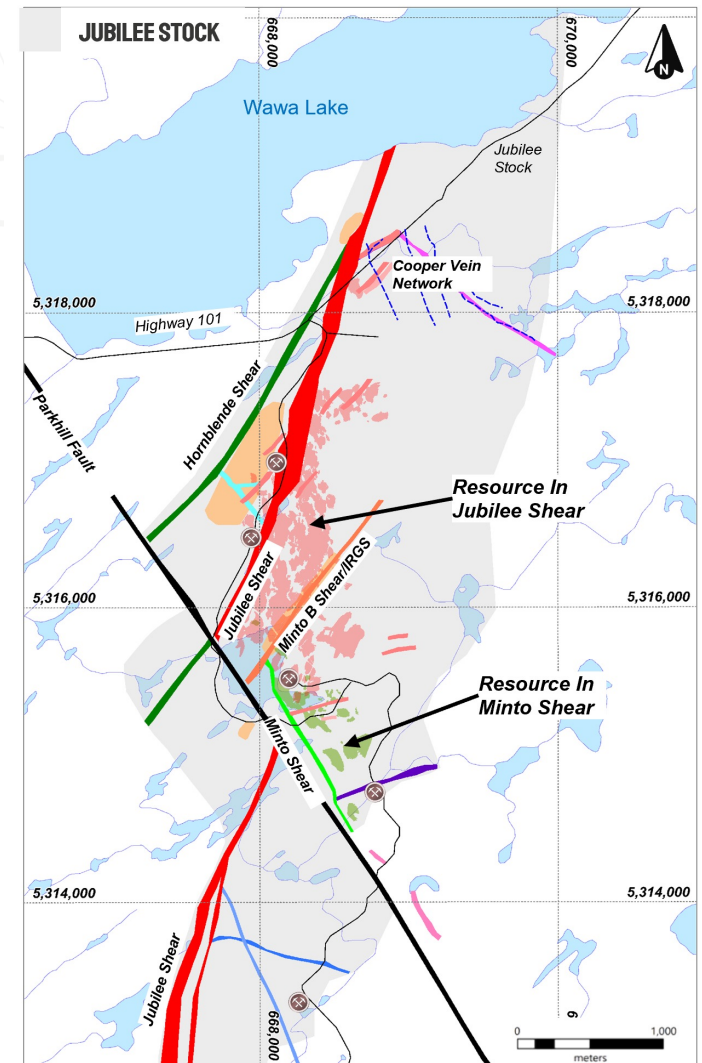 JUBILEE STOCK
668,000
670,000
N
Wawa Lake
Jubilee
Stock
Cooper Vein
Network
5,318,000
5,318,000
Highway 101
Hornblende Shear
Parkhill Fault
Resource In
Jubilee Shear
5,316,000
5,316,000
Jubilee Shear
Minto B Shear/IRGS
Resource In
Minto Shear
Minto Shear
5,314,000
5,314,000
Jubilee Shear
668,000
6
0
1,000
meters